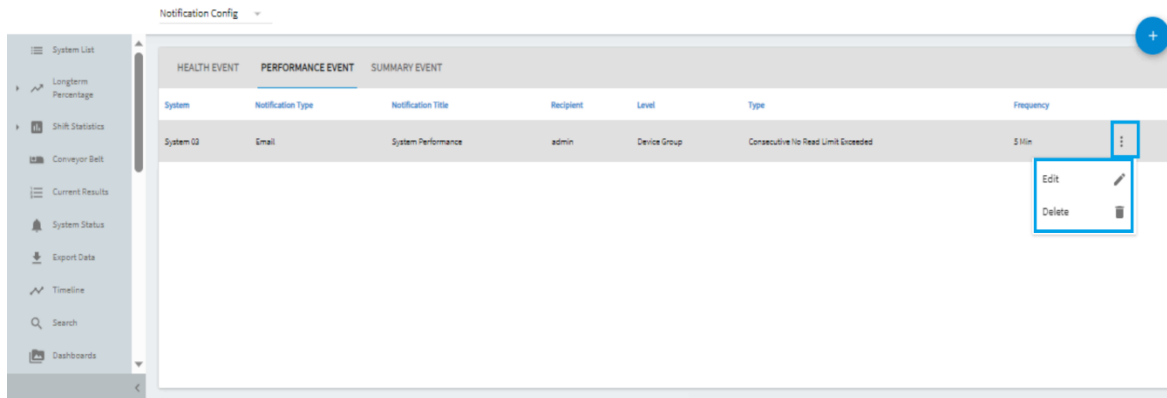 Notification Config
System List
Longterm
Percentage
Shift Statistics
Conveyor Belt
Current Results
System Status
Export Data
Timeline
Search
Dashboards
HEALTH EVENT PERFORMANCE EVENT SUMMARY EVENT
System Notification Type Notification Title Recipient Level Type Frequency
System 03 Email System Performance admin Device Group Consecutive No Read Limit Exceeded 5 Min
Edit
Delete